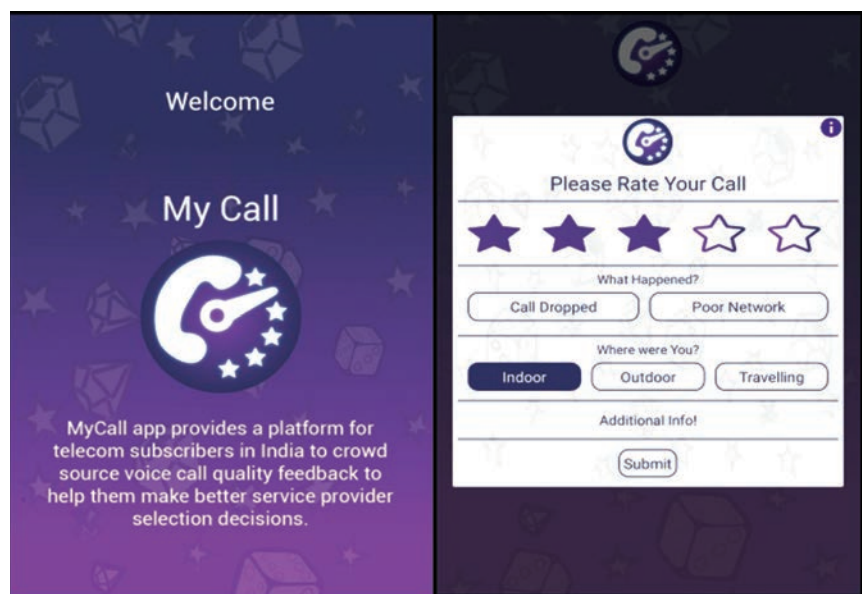 Welcome
My Call
MyCall app provides a platform for
telecom subscribers in India to crowd
source voice call quality feedback to
help them make better service provider
selection decisions.
i
Please Rate Your Call
What Happened?
Call Dropped Poor Network
Where were You?
Indoor Outdoor Travelling
Additional Info!
Submit